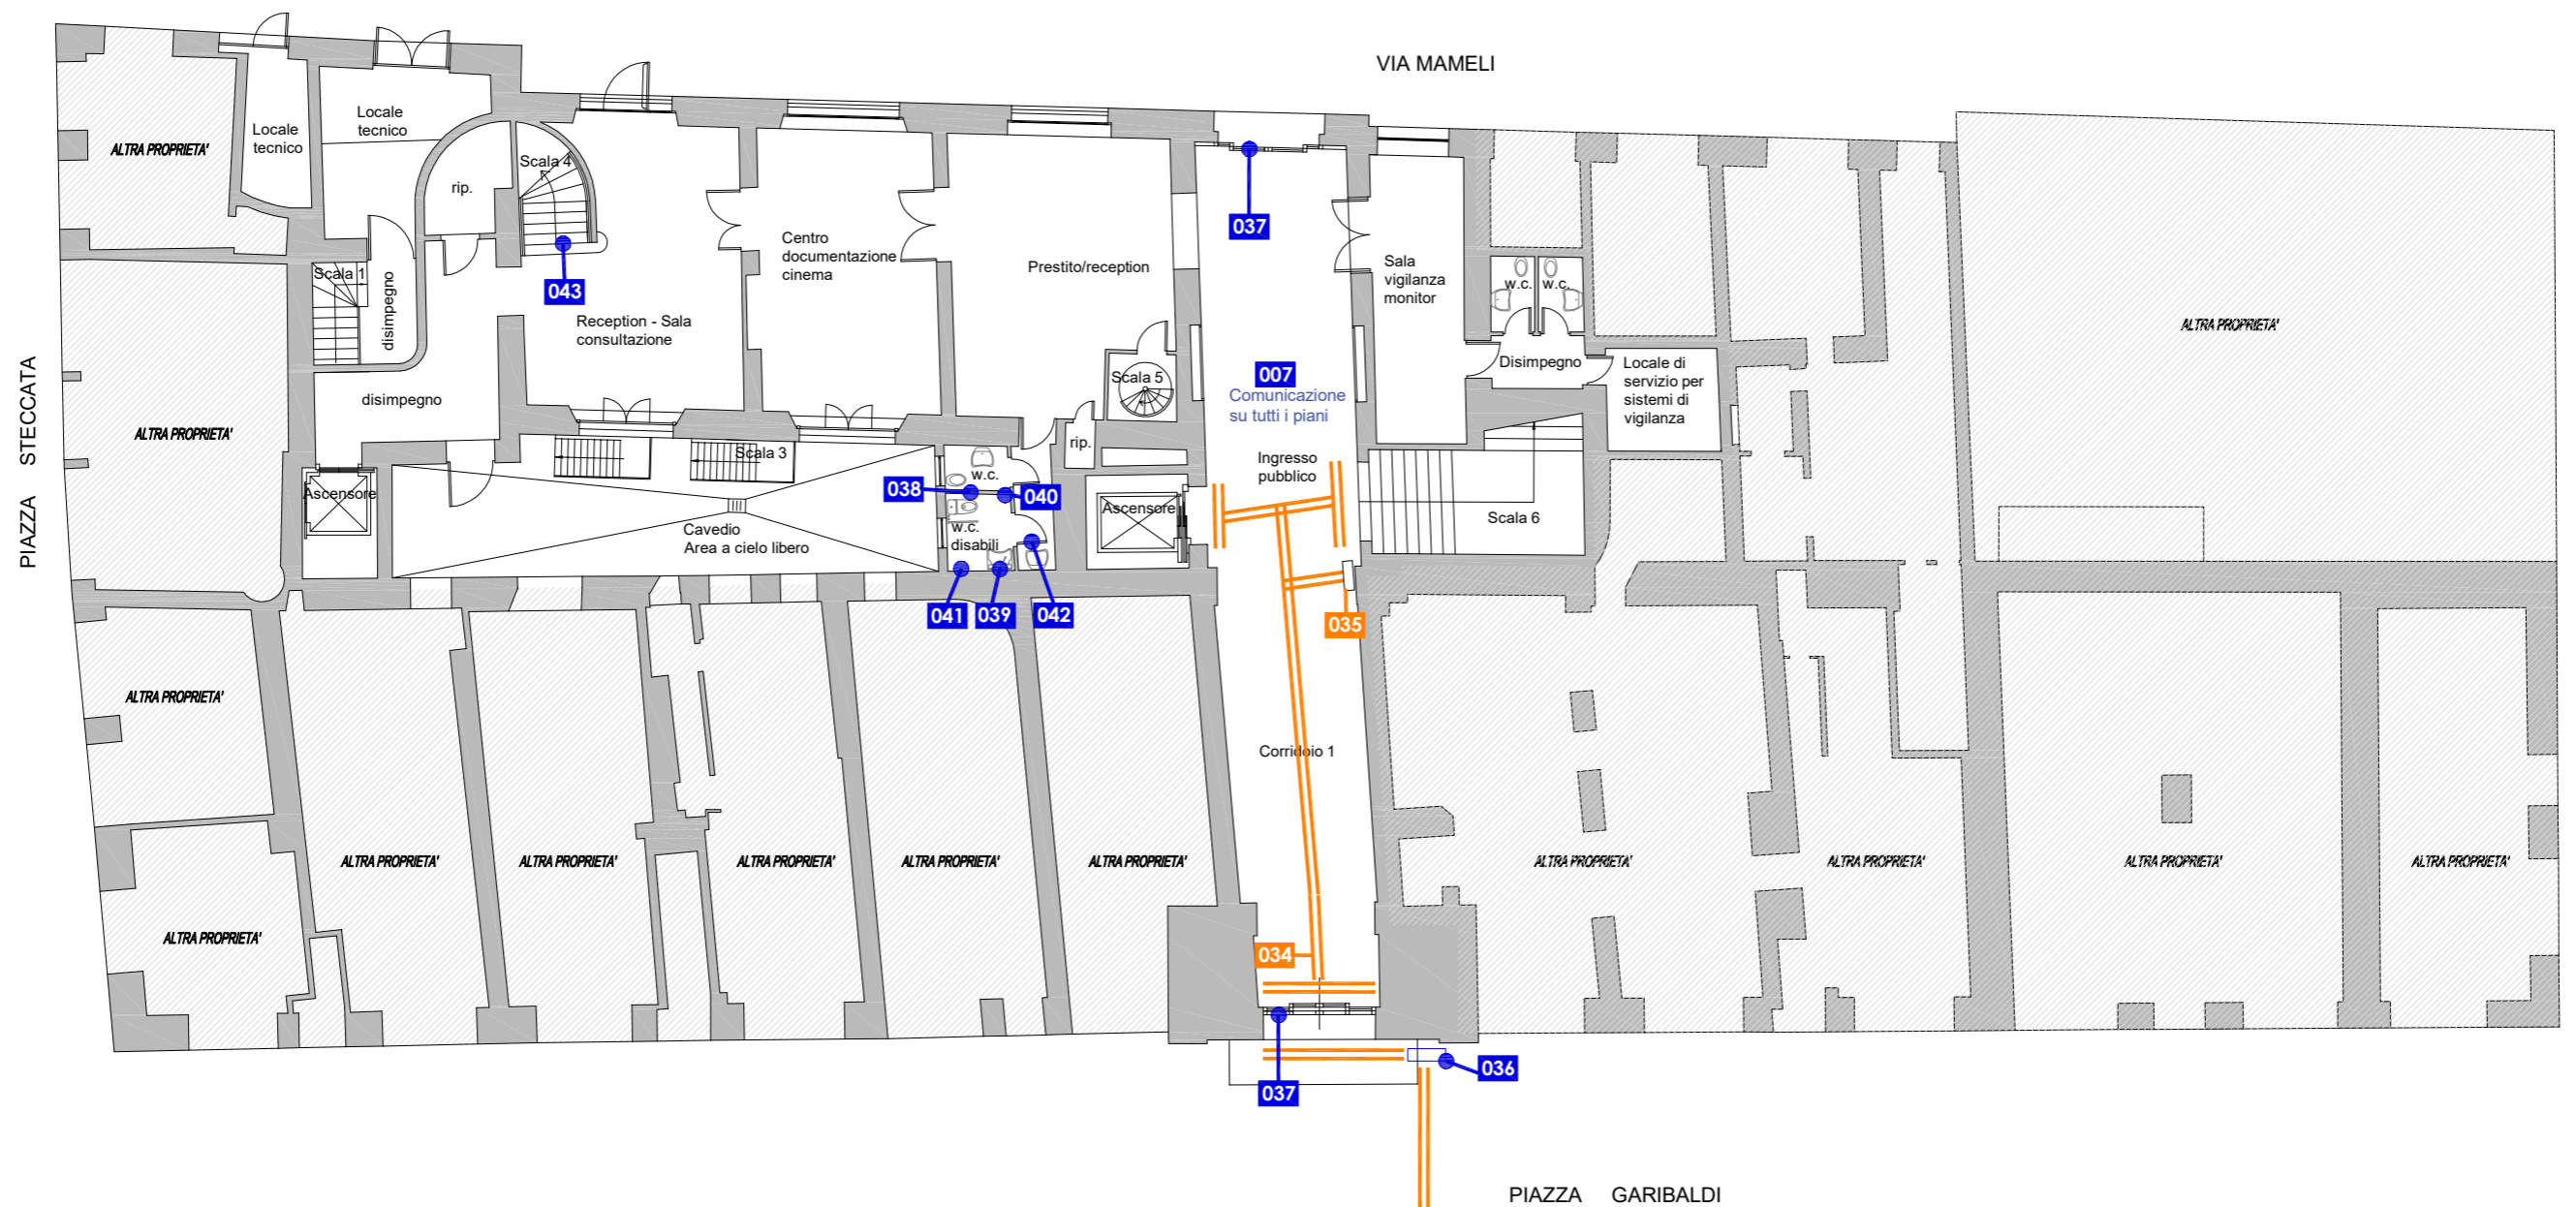 VIA MAMELI
Locale
tecnico
Locale
tecnico
ALTRA PROPRIETA'
Scala 4
rip.
037
Centro
documentazione
cinema
Prestito/reception
Sala
vigilanza
monitor
Scala 1
disimpegno
043
w.c.
w.c.
Reception - Sala
consultazione
ALTRA PROPRIETA'
PIAZZA STECCATA
Scala 5
007
Comunicazione
su tutti i piani
Disimpegno
Locale di
servizio per
sistemi di
vigilanza
disimpegno
ALTRA PROPRIETA'
rip.
Scala 3
Ingresso
pubblico
w.c.
038
040
Ascensore
Ascensore
Scala 6
Cavedio
Area a cielo libero
w.c.
disabili
041
039
042
035
ALTRA PROPRIETA'
Corridoio 1
ALTRA PROPRIETA'
ALTRA PROPRIETA'
ALTRA PROPRIETA'
ALTRA PROPRIETA'
ALTRA PROPRIETA'
ALTRA PROPRIETA'
ALTRA PROPRIETA'
ALTRA PROPRIETA'
ALTRA PROPRIETA'
ALTRA PROPRIETA'
034
036
037
PIAZZA GARIBALDI